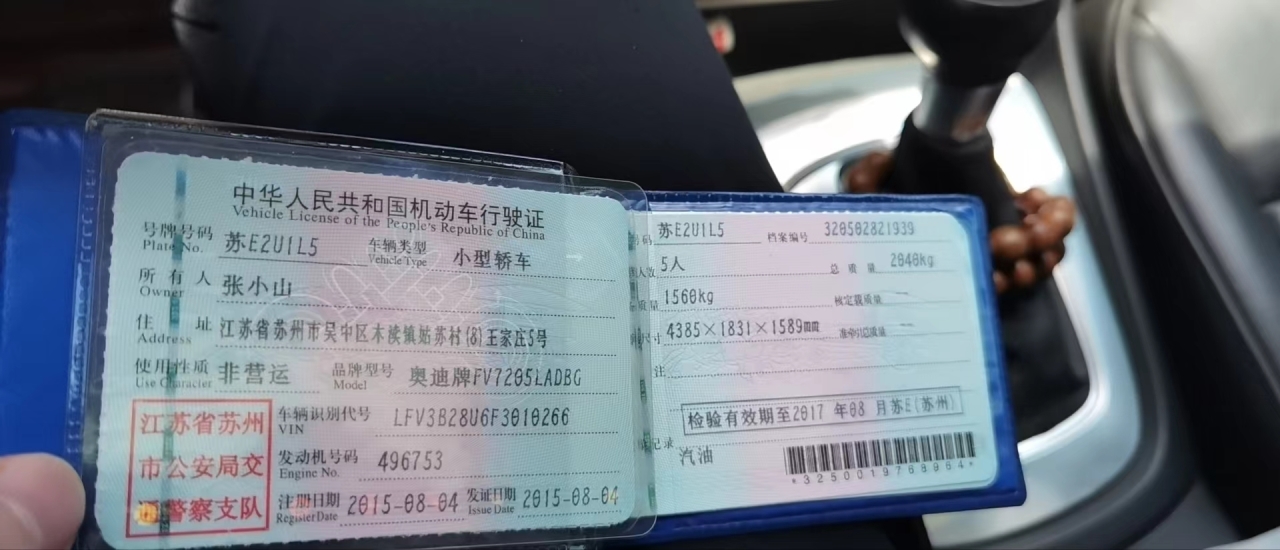 中华人民共和国机动车行驶证
Vehicle License of the People's Republic of China
号牌号码 苏E2U1L5 车辆类型 小型轿车
Plate No. Vehicle Type
所有人 张小山
Owner
住址 江苏省苏州市吴中区木渎镇姑苏村(8)王家庄5号
Address
使用性质 非营运 品牌型号 奥迪牌FV7205LADBG
Use Character Model
江苏省苏州
市公安局交
通警察支队
车辆识别代号 LFV3B28U6F3010266
VIN
发动机号码 496753
Engine No.
注册日期 2015-08-04 发证日期 2015-08-04
Register Date Issue Date
号码 苏E2U1L5 档案编号 320502821939
人数 5人 总质量 2040kg
质量 1560kg 核定载质量
4385×1831×1589mm 准牵引总质量
注
检验有效期至2017年08月苏E(苏州)
记录 汽油
*3250019768964*